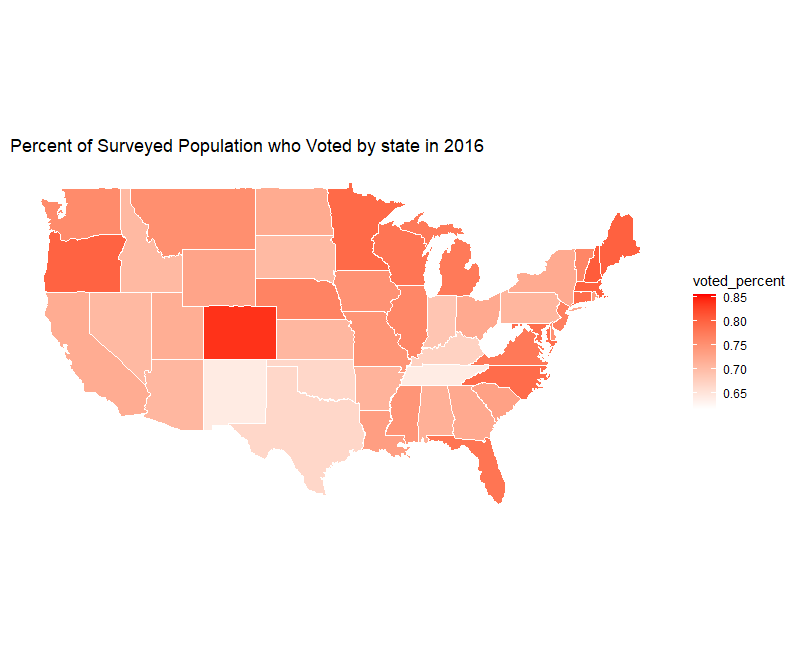 Percent of Surveyed Population who Voted by state in 2016
voted_percent
0.85
0.80
0.75
0.70
0.65